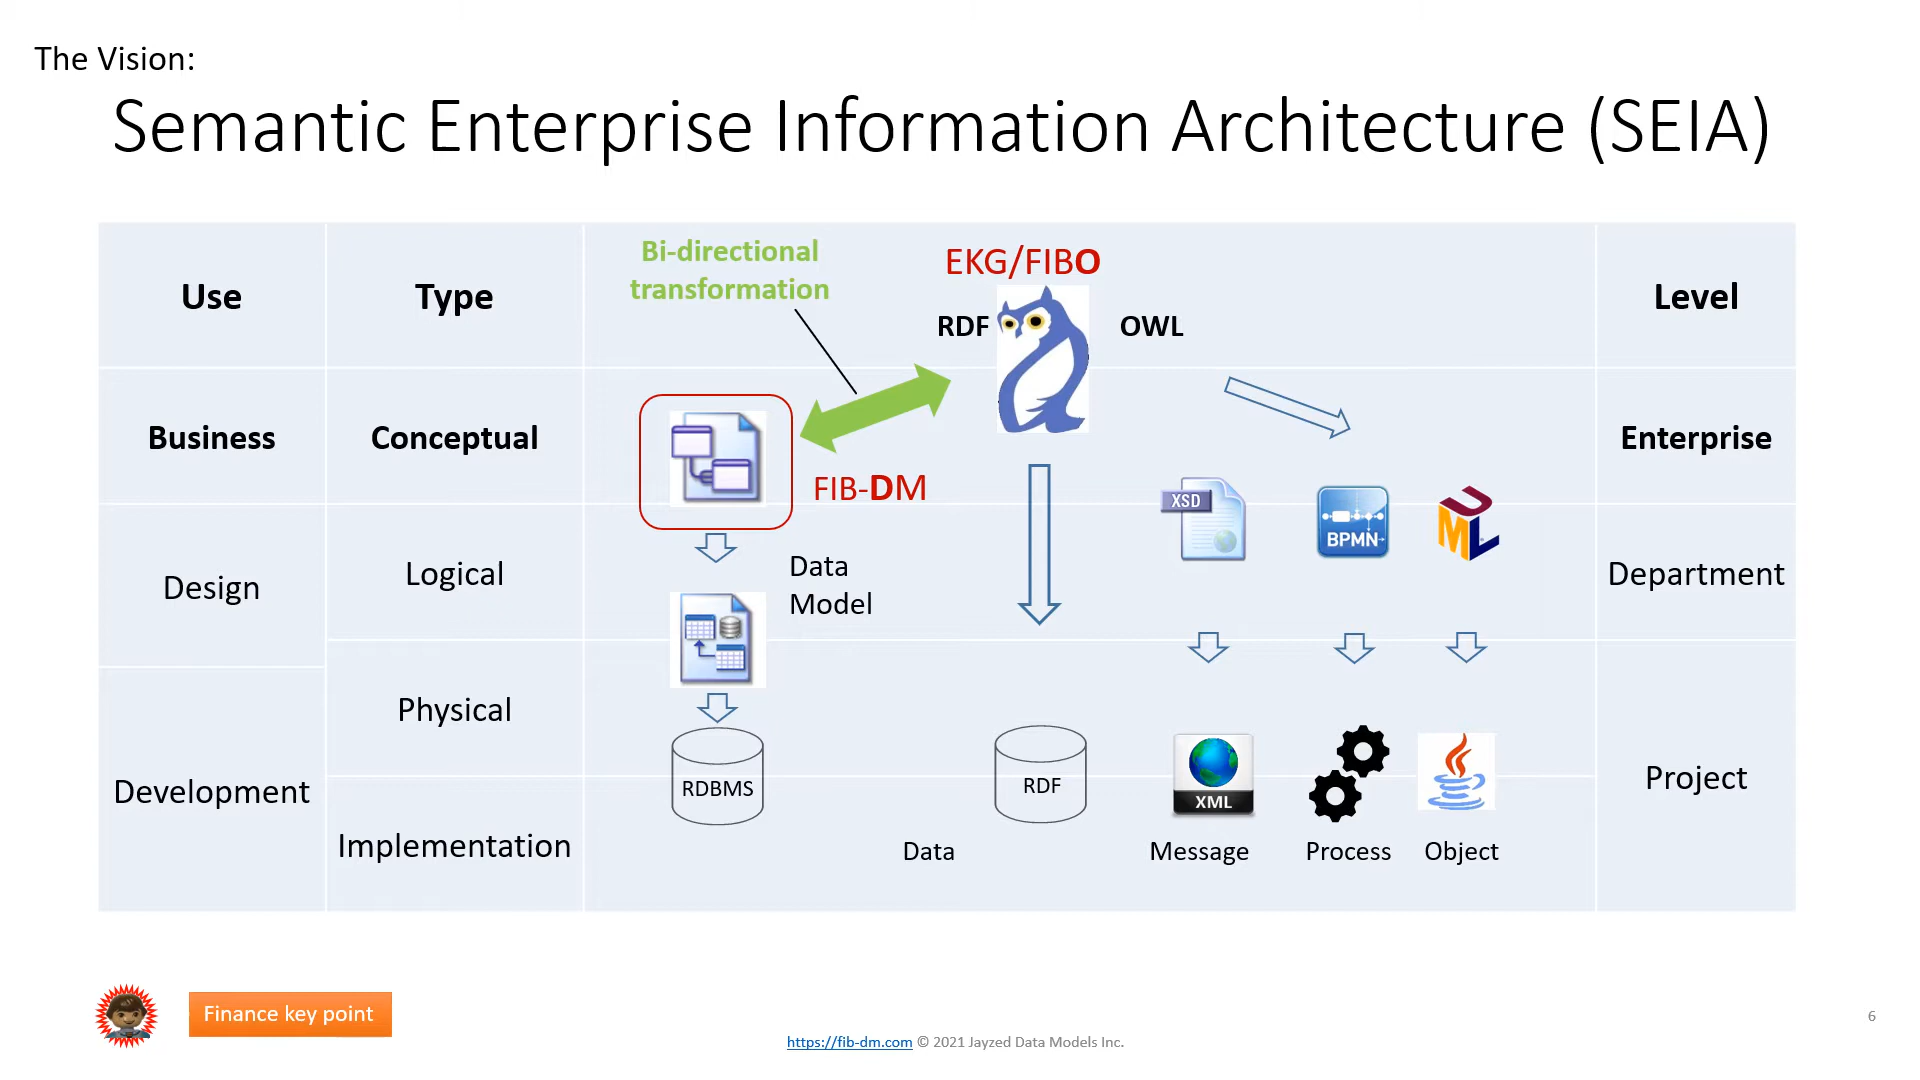 The Vision:
Semantic Enterprise Information Architecture (SEIA)
Use
Type
Bi-directional
transformation
EKG/FIBO
RDF
OWL
Level
Business
Conceptual
FIB-DM
Enterprise
XSD
BPMN
UML
Design
Logical
Data
Model
Department
Physical
Development
Implementation
RDBMS
RDF
XML
Project
Data
Message
Process
Object
Finance key point
https://fib-dm.com © 2021 Jayzed Data Models Inc.
6